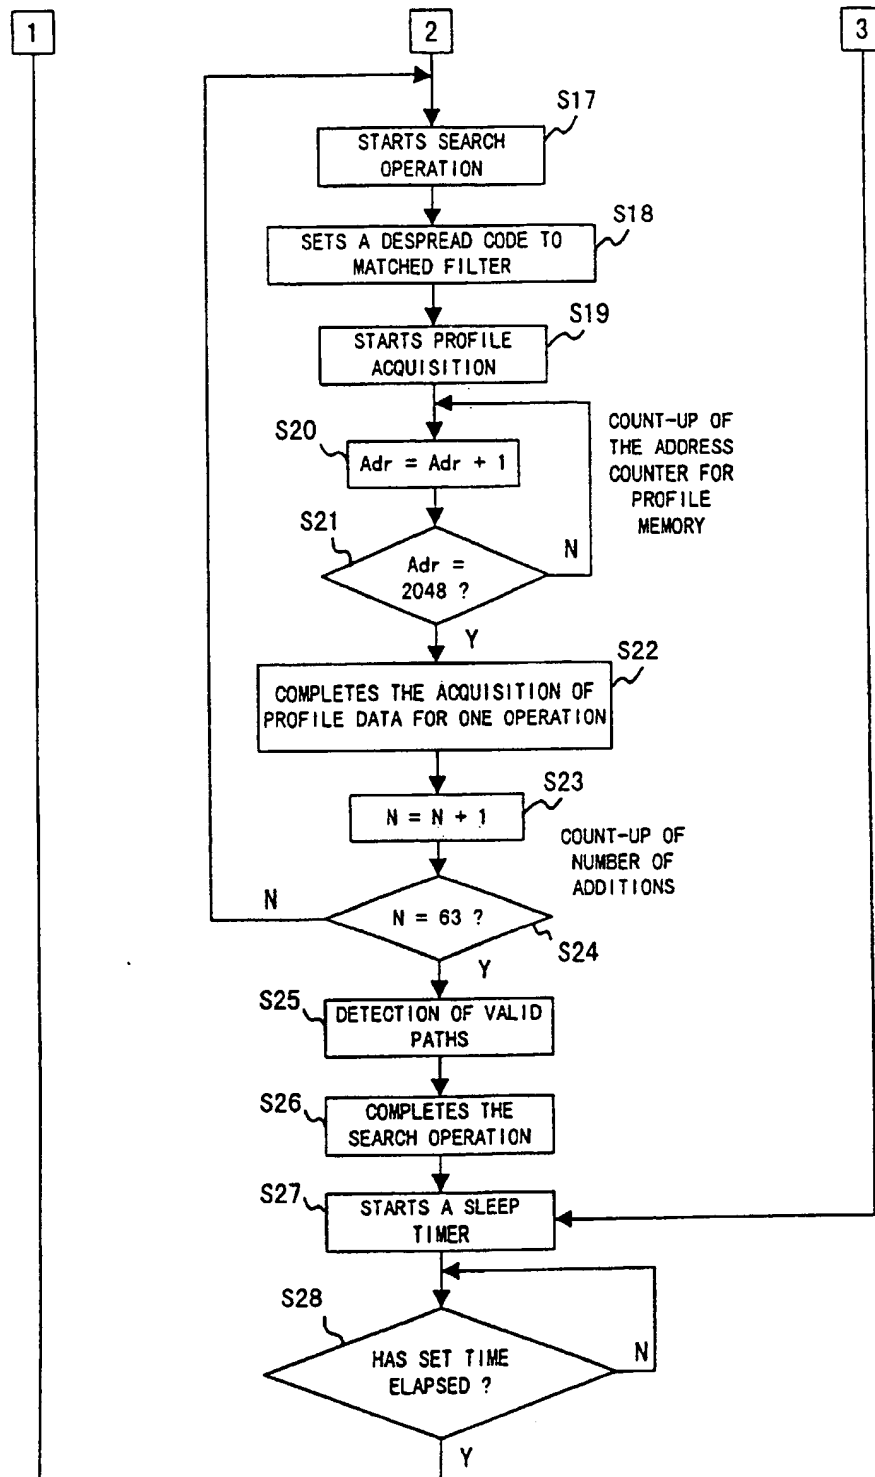 1
2
3
S17
STARTS SEARCH
OPERATION
S18
SETS A DESPREAD CODE TO
MATCHED FILTER
S19
STARTS PROFILE
ACQUISITION
S20
Adr = Adr + 1
COUNT-UP OF
THE ADDRESS
COUNTER FOR
PROFILE
MEMORY
S21
Adr =
2048 ?
N
Y
S22
COMPLETES THE ACQUISITION OF
PROFILE DATA FOR ONE OPERATION
S23
N = N + 1
COUNT-UP OF
NUMBER OF
ADDITIONS
N
N = 63 ?
S24
Y
S25
DETECTION OF VALID
PATHS
S26
COMPLETES THE
SEARCH OPERATION
S27
STARTS A SLEEP
TIMER
S28
HAS SET TIME
ELAPSED ?
N
Y